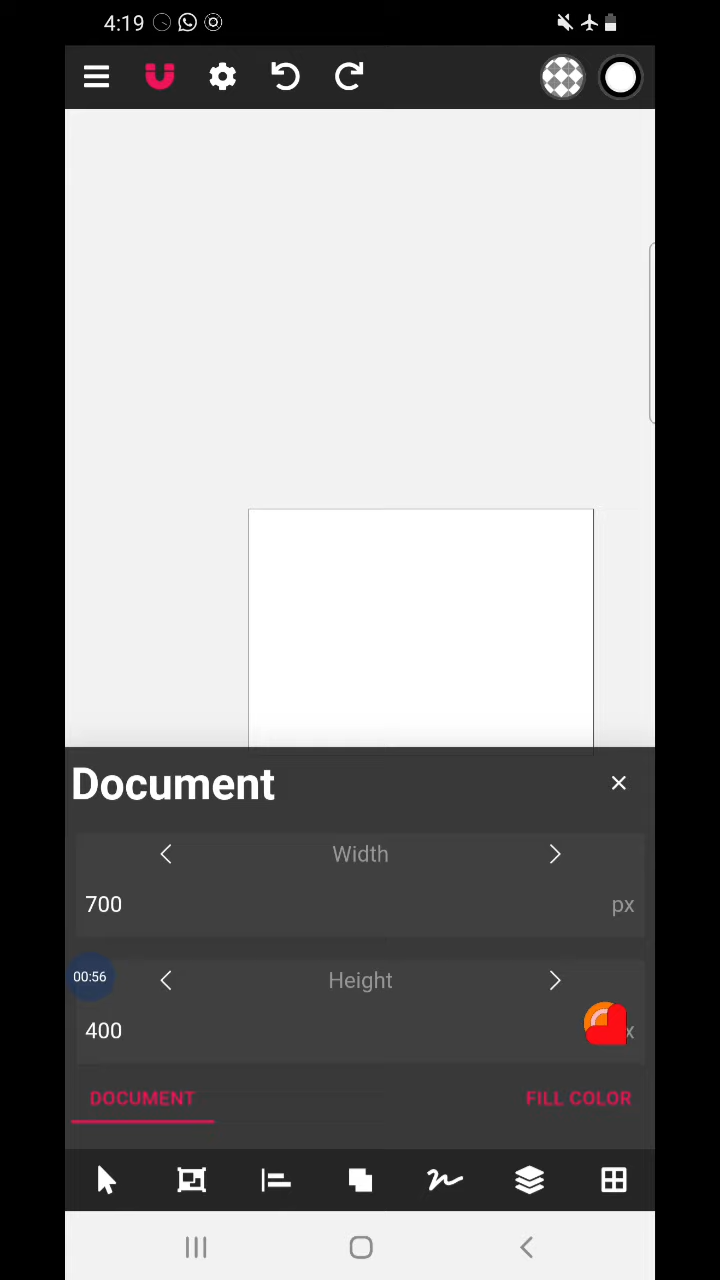 4:19
Document
Width
700 px
00:56
Height
400 x
DOCUMENT FILL COLOR